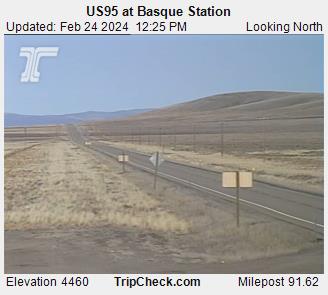 US95 at Basque Station
Updated: Feb 24 2024 12:25 PM Looking North
Elevation 4460 TripCheck.com Milepost 91.62